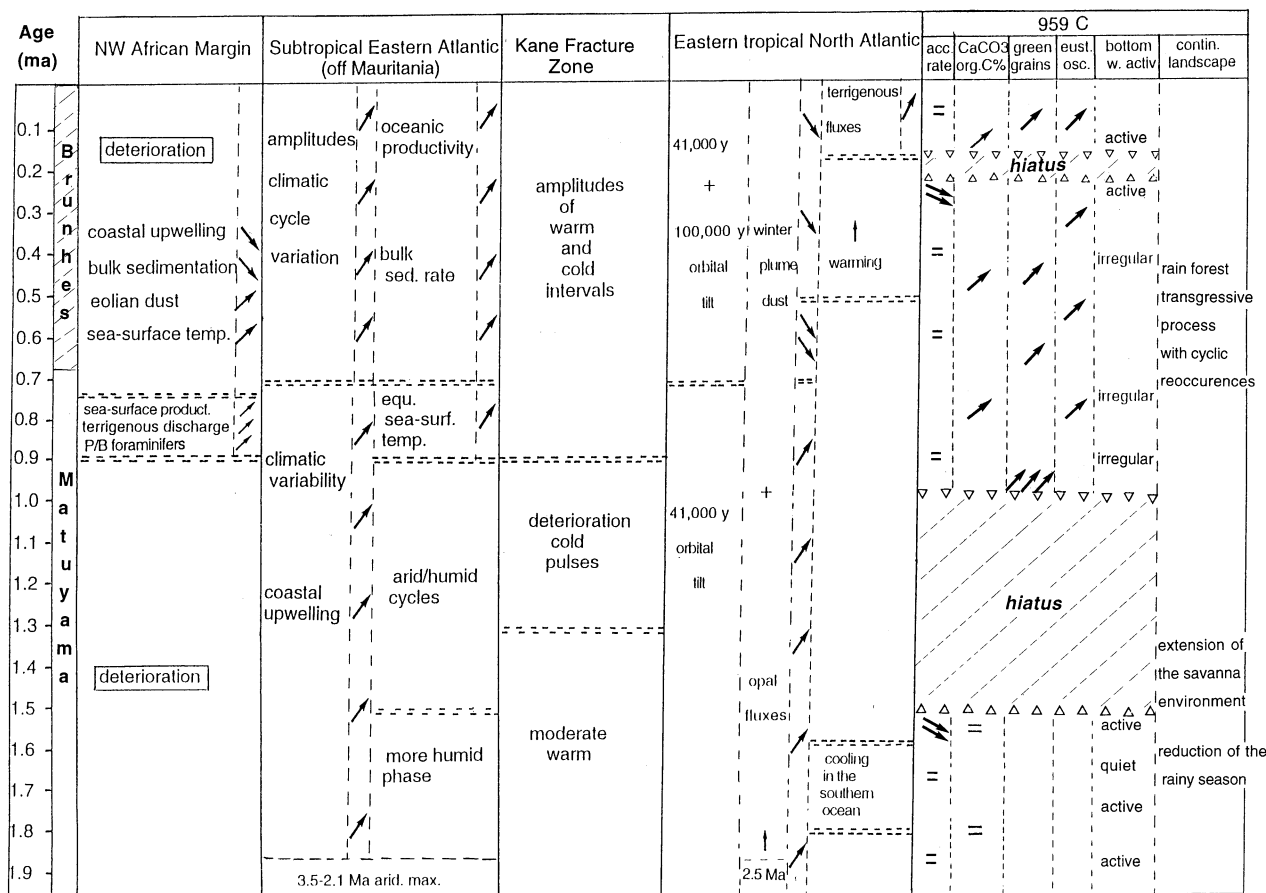 Age
(ma)
NW African Margin
Subtropical Eastern Atlantic
(off Mauritania)
Kane Fracture
Zone
Eastern tropical North Atlantic
959 C
acc.
rate
CaCO3
org.C%
green
grains
eust.
osc.
bottom
w. activ.
contin.
landscape
0.1
0.2
0.3
0.4
0.5
0.6
0.7
0.8
0.9
1.0
1.1
1.2
1.3
1.4
1.5
1.6
1.7
1.8
1.9
Brunhes
Matuyama
deterioration
coastal upwelling
bulk sedimentation
eolian dust
sea-surface temp.
sea-surface product.
terrigenous discharge
P/B foraminifers
deterioration
amplitudes
climatic
cycle
variation
climatic
variability
coastal
upwelling
oceanic
productivity
bulk
sed. rate
equ.
sea-surf.
temp.
arid/humid
cycles
more humid
phase
3.5-2.1 Ma arid. max.
amplitudes
of
warm
and
cold
intervals
deterioration
cold
pulses
moderate
warm
41,000 y
+
100,000 y
orbital
tilt
+
41,000 y
orbital
tilt
winter
plume
dust
opal
fluxes
2.5 Ma
terrigenous
fluxes
warming
cooling
in the
southern
ocean
=
=
=
=
=
=
=
=
hiatus
hiatus
active
active
irregular
irregular
irregular
active
quiet
active
active
rain forest
transgressive
process
with cyclic
reoccurences
extension of
the savanna
environment
reduction of the
rainy season